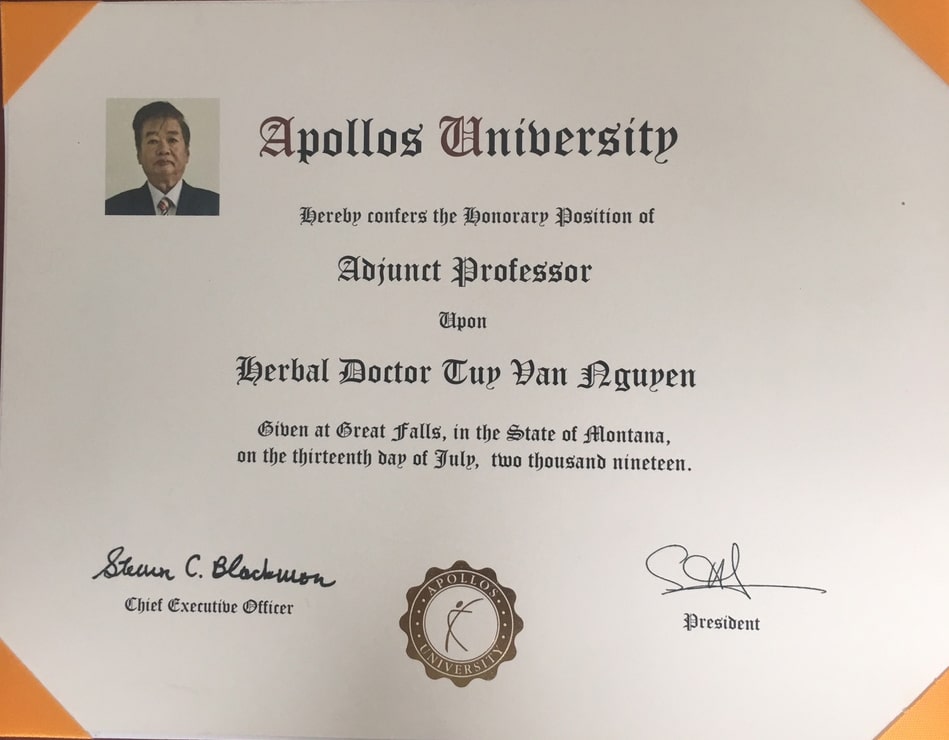 Apollos University
Hereby confers the Honorary Position of
Adjunct Professor
Upon
Herbal Doctor Tuy Van Nguyen
Given at Great Falls, in the State of Montana,
on the thirteenth day of July, two thousand nineteen.
Steven C. Blackmon
Chief Executive Officer
APOLLOS
UNIVERSITY
President